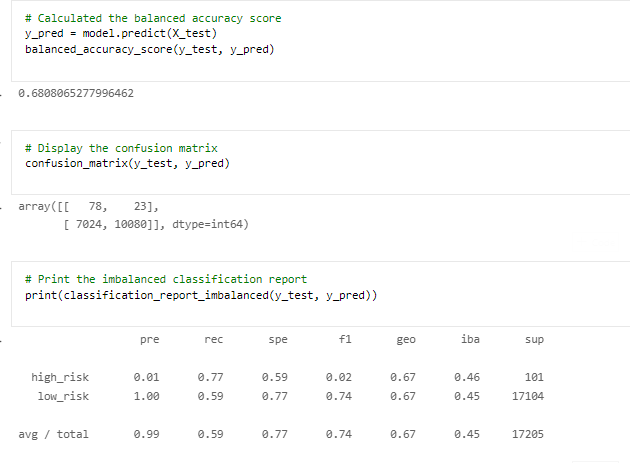 # Calculated the balanced accuracy score
y_pred = model.predict(X_test)
balanced_accuracy_score(y_test, y_pred)
0.6808065277996462
# Display the confusion matrix
confusion_matrix(y_test, y_pred)
array([[   78,    23],
       [ 7024, 10080]], dtype=int64)
# Print the imbalanced classification report
print(classification_report_imbalanced(y_test, y_pred))
pre rec spe f1 geo iba sup
high_risk 0.01 0.77 0.59 0.02 0.67 0.46 101
low_risk 1.00 0.59 0.77 0.74 0.67 0.45 17104
avg / total 0.99 0.59 0.77 0.74 0.67 0.45 17205